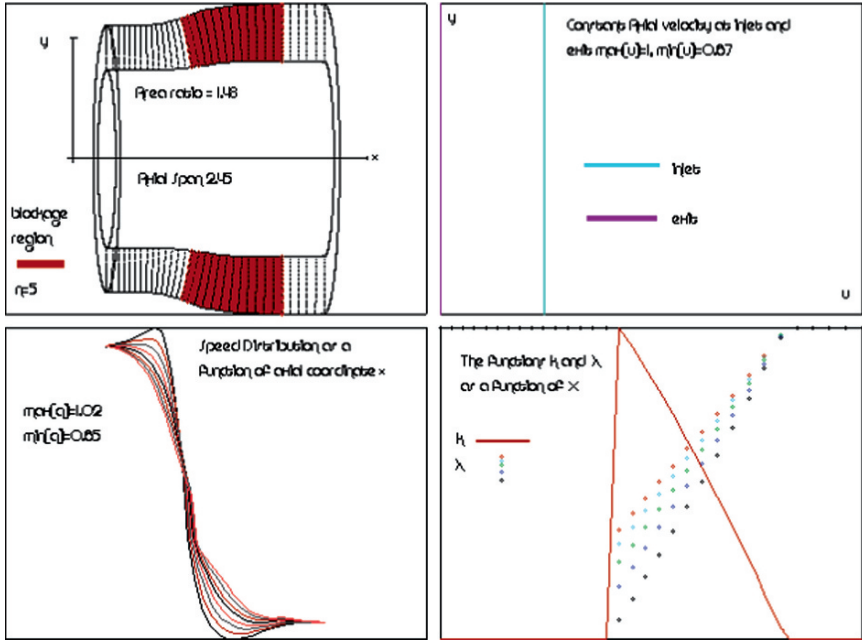 y
Area ratio = 1.48
x
Axial Span 2.45
blockage
region
n=5
y
Constant Axial velocity at inlet and
exit max(u)=1, min(u)=0.67
inlet
exit
u
Speed Distribution as a
function of axial coordinate x
max(q)=1.02
min(q)=0.65
The functions k and λ
as a function of X
k
λ